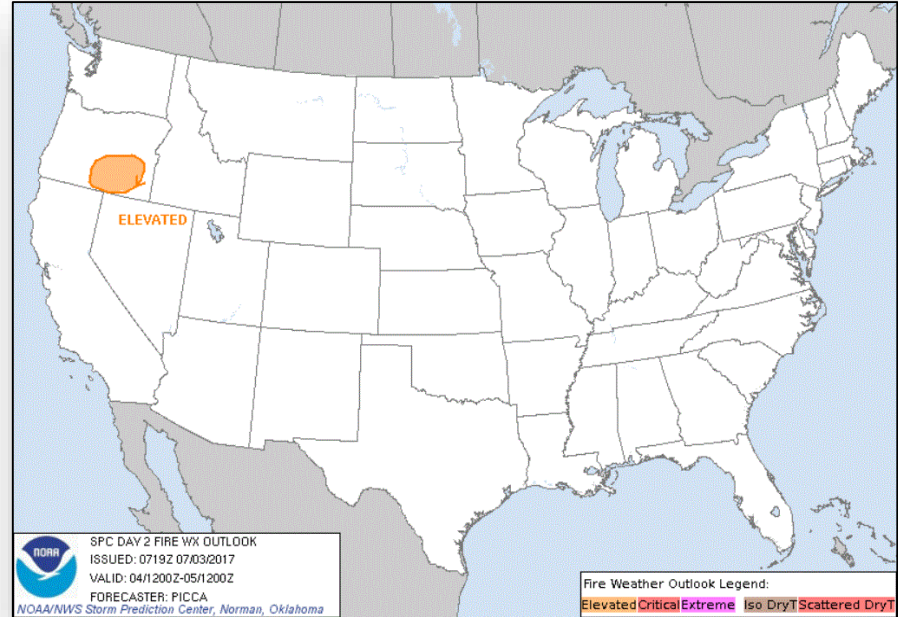 ELEVATED
NOAA
SPC DAY 2 FIRE WX OUTLOOK
ISSUED: 0719Z 07/03/2017
VALID: 04/1200Z-05/1200Z
FORECASTER: PICCA
NOAA/NWS Storm Prediction Center, Norman, Oklahoma
Fire Weather Outlook Legend:
Elevated Critical Extreme Iso DryT Scattered DryT